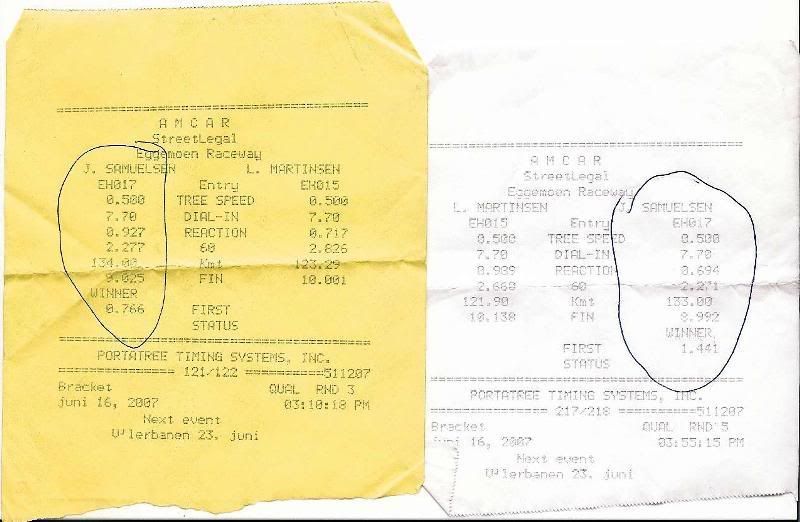 ========================================
A M C A R
StreetLegal
Eggemoen Raceway
J. SAMUELSEN L. MARTINSEN
EH017 Entry EH015
0.500 TREE SPEED 0.500
7.70 DIAL-IN 7.70
0.927 REACTION 0.717
2.277 60 2.826
134.00 Kmt 123.29
9.025 FIN 10.001
WINNER
0.766 FIRST
STATUS
========================================
PORTATREE TIMING SYSTEMS, INC.
=============== 121/122 ==========511207
Bracket QUAL RND 3
juni 16, 2007 03:10:18 PM
Next event
lerbanen 23. juni
========================================
A M C A R
StreetLegal
Eggemoen Raceway
L. MARTINSEN J. SAMUELSEN
EH015 Entry EH017
0.500 TREE SPEED 0.500
7.70 DIAL-IN 7.70
0.989 REACTION 0.694
2.660 60 2.271
121.90 Kmt 133.00
10.138 FIN 8.992
WINNER
FIRST 1.441
STATUS
========================================
PORTATREE TIMING SYSTEMS, INC.
=============== 217/218 ==========511207
Bracket QUAL RND 5
juni 16, 2007 03:55:15 PM
Next event
lerbanen 23. juni